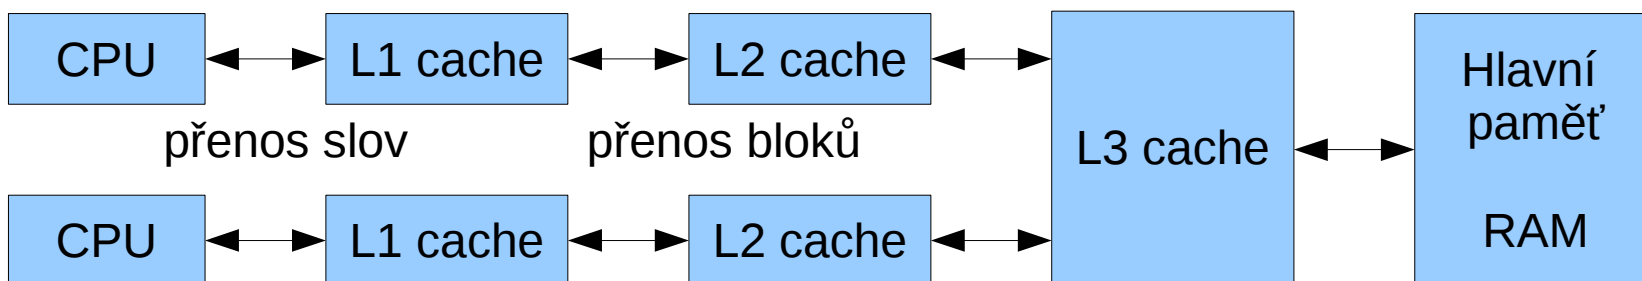 CPU
L1 cache
L2 cache
L3 cache
Hlavní
paměť
RAM
přenos slov
přenos bloků
CPU
L1 cache
L2 cache